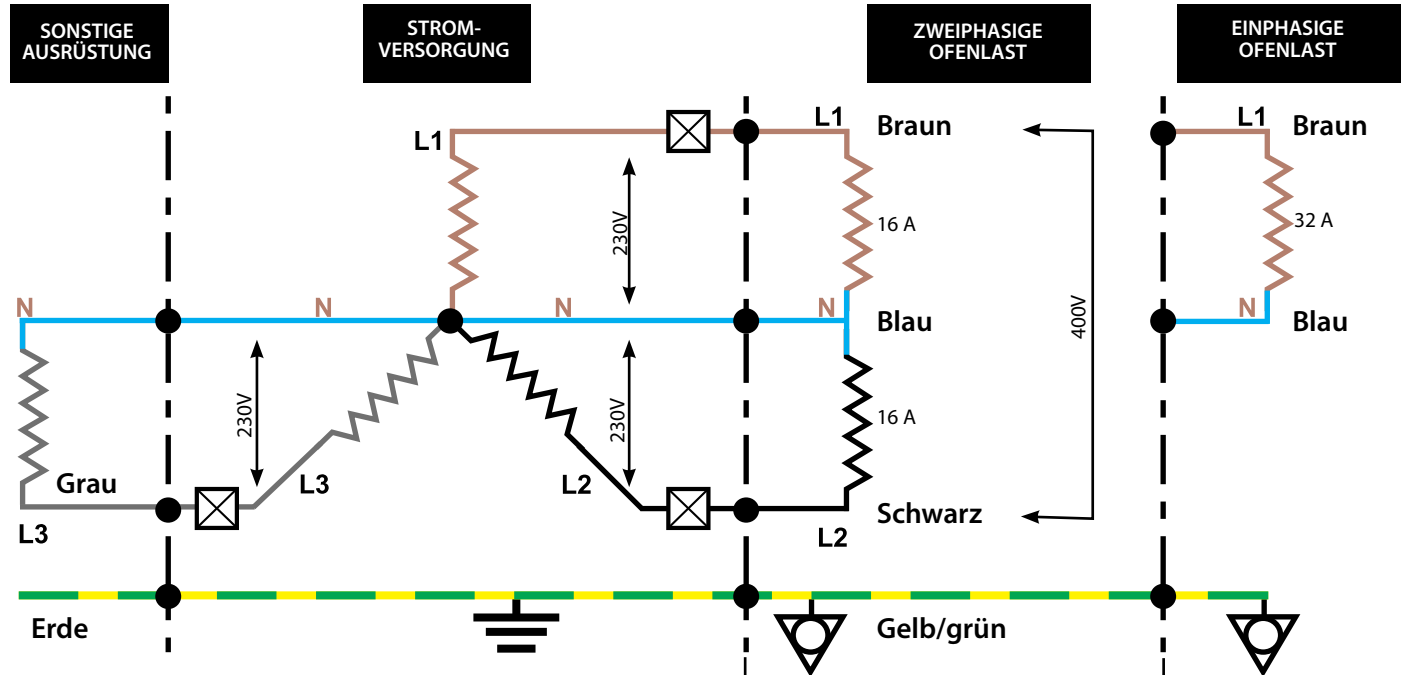 SONSTIGE
AUSRÜSTUNG
STROM-
VERSORGUNG
ZWEIPHASIGE
OFENLAST
EINPHASIGE
OFENLAST
L1
L1
Braun
L1
Braun
230V
16 A
32 A
400V
N
N
N
N
Blau
N
Blau
230V
230V
16 A
Grau
L3
L2
Schwarz
L3
L2
Erde
Gelb/grün